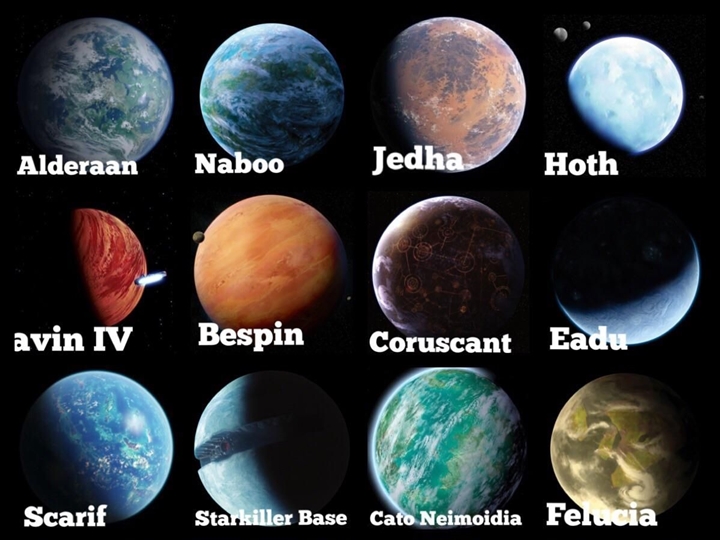 Alderaan
Naboo
Jedha
Hoth
avin IV
Bespin
Coruscant
Eadu
Scarif
Starkiller Base
Cato Neimoidia
Felucia